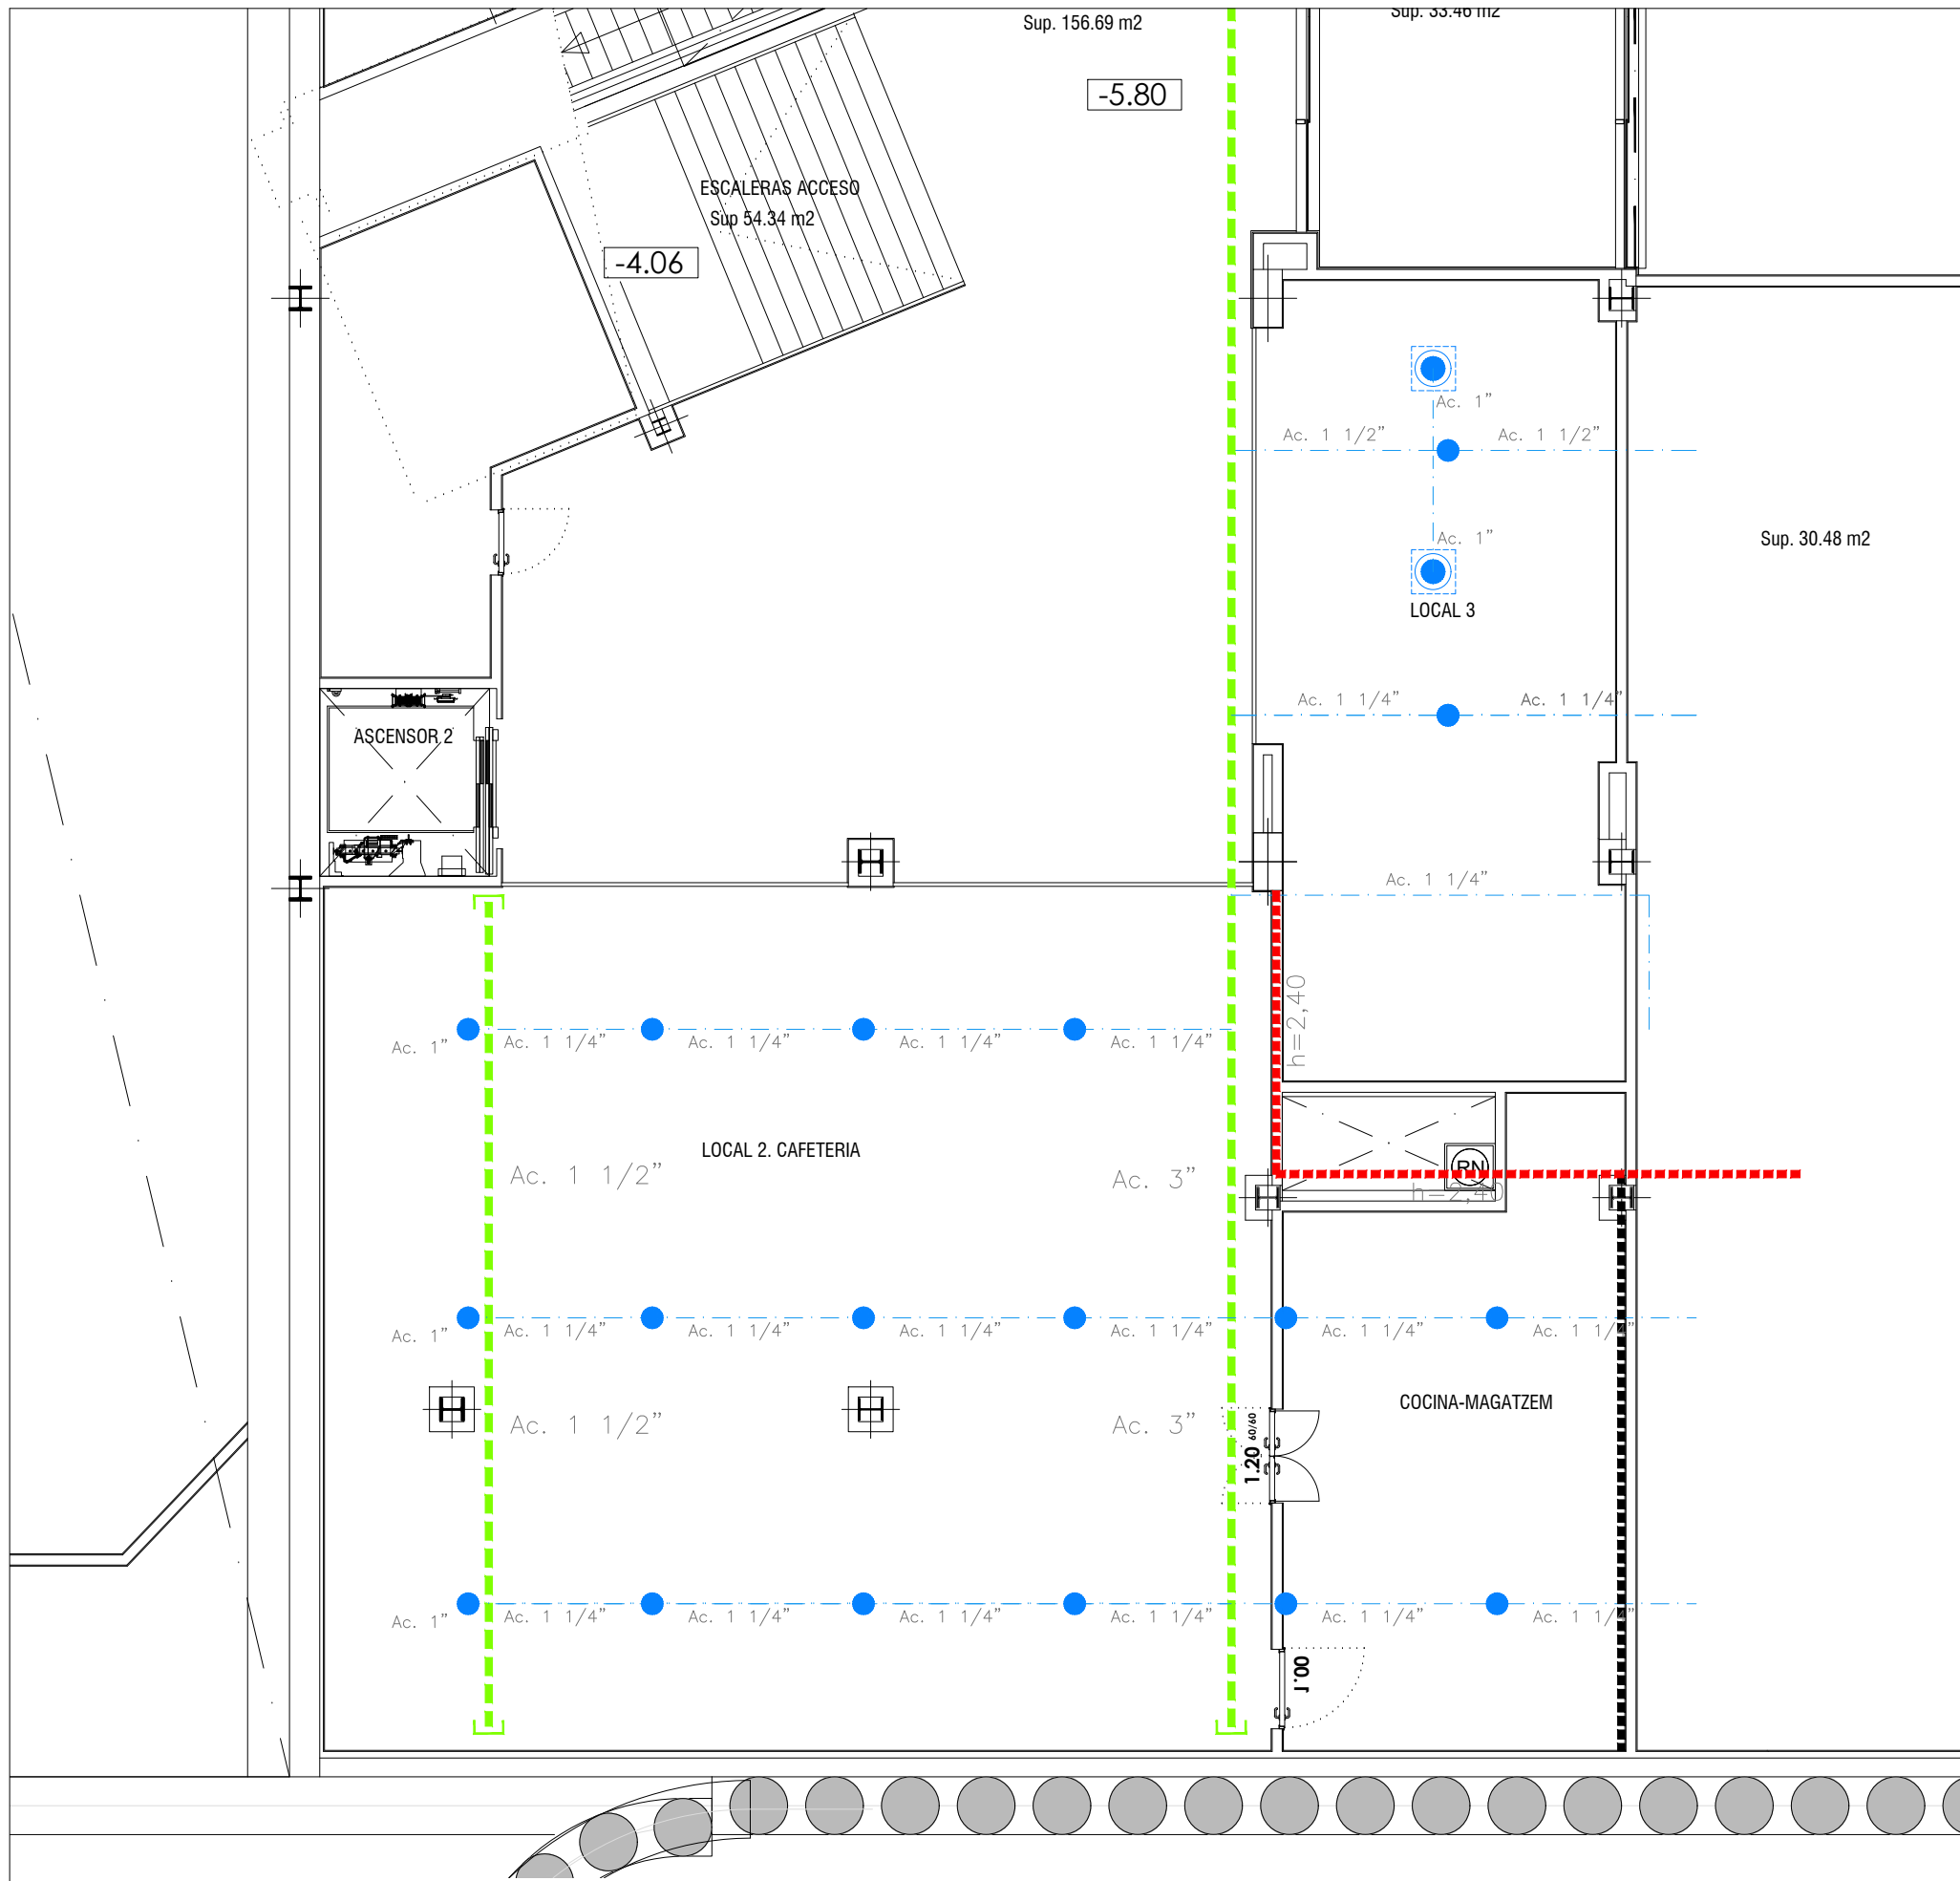 Sup. 156.69 m2
Sup. 33.46 m2
-5.80
ESCALERAS ACCESO
Sup 54.34 m2
-4.06
Ac. 1"
Ac. 1 1/2" Ac. 1 1/2"
Ac. 1"
Sup. 30.48 m2
LOCAL 3
Ac. 1 1/4" Ac. 1 1/4"
ASCENSOR 2
Ac. 1 1/4"
h=2,40
Ac. 1" Ac. 1 1/4" Ac. 1 1/4" Ac. 1 1/4" Ac. 1 1/4"
LOCAL 2. CAFETERIA
Ac. 1 1/2" Ac. 3"
RN
h=2,40
Ac. 1" Ac. 1 1/4" Ac. 1 1/4" Ac. 1 1/4" Ac. 1 1/4" Ac. 1 1/4" Ac. 1 1/4"
COCINA-MAGATZEM
Ac. 1 1/2" Ac. 3"
1.20 60/60
Ac. 1" Ac. 1 1/4" Ac. 1 1/4" Ac. 1 1/4" Ac. 1 1/4" Ac. 1 1/4" Ac. 1 1/4"
1.00